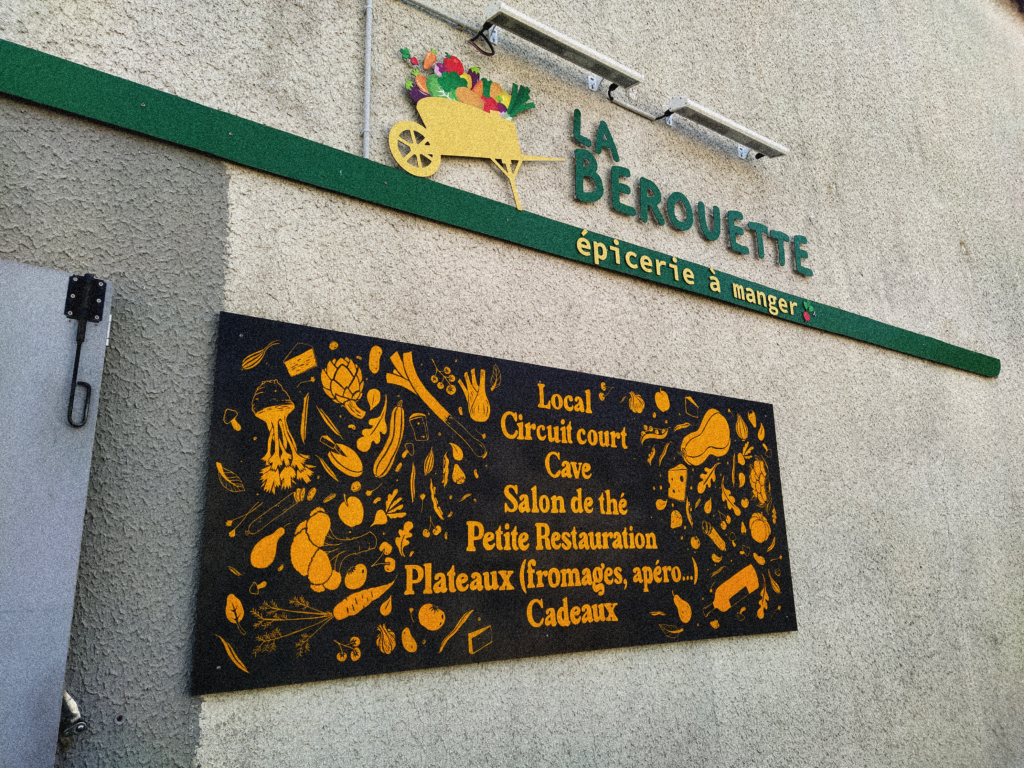 LA
BEROUETTE
épicerie à manger
Local
Circuit court
Cave
Salon de thé
Petite Restauration
Plateaux (fromages, apéro...)
Cadeaux